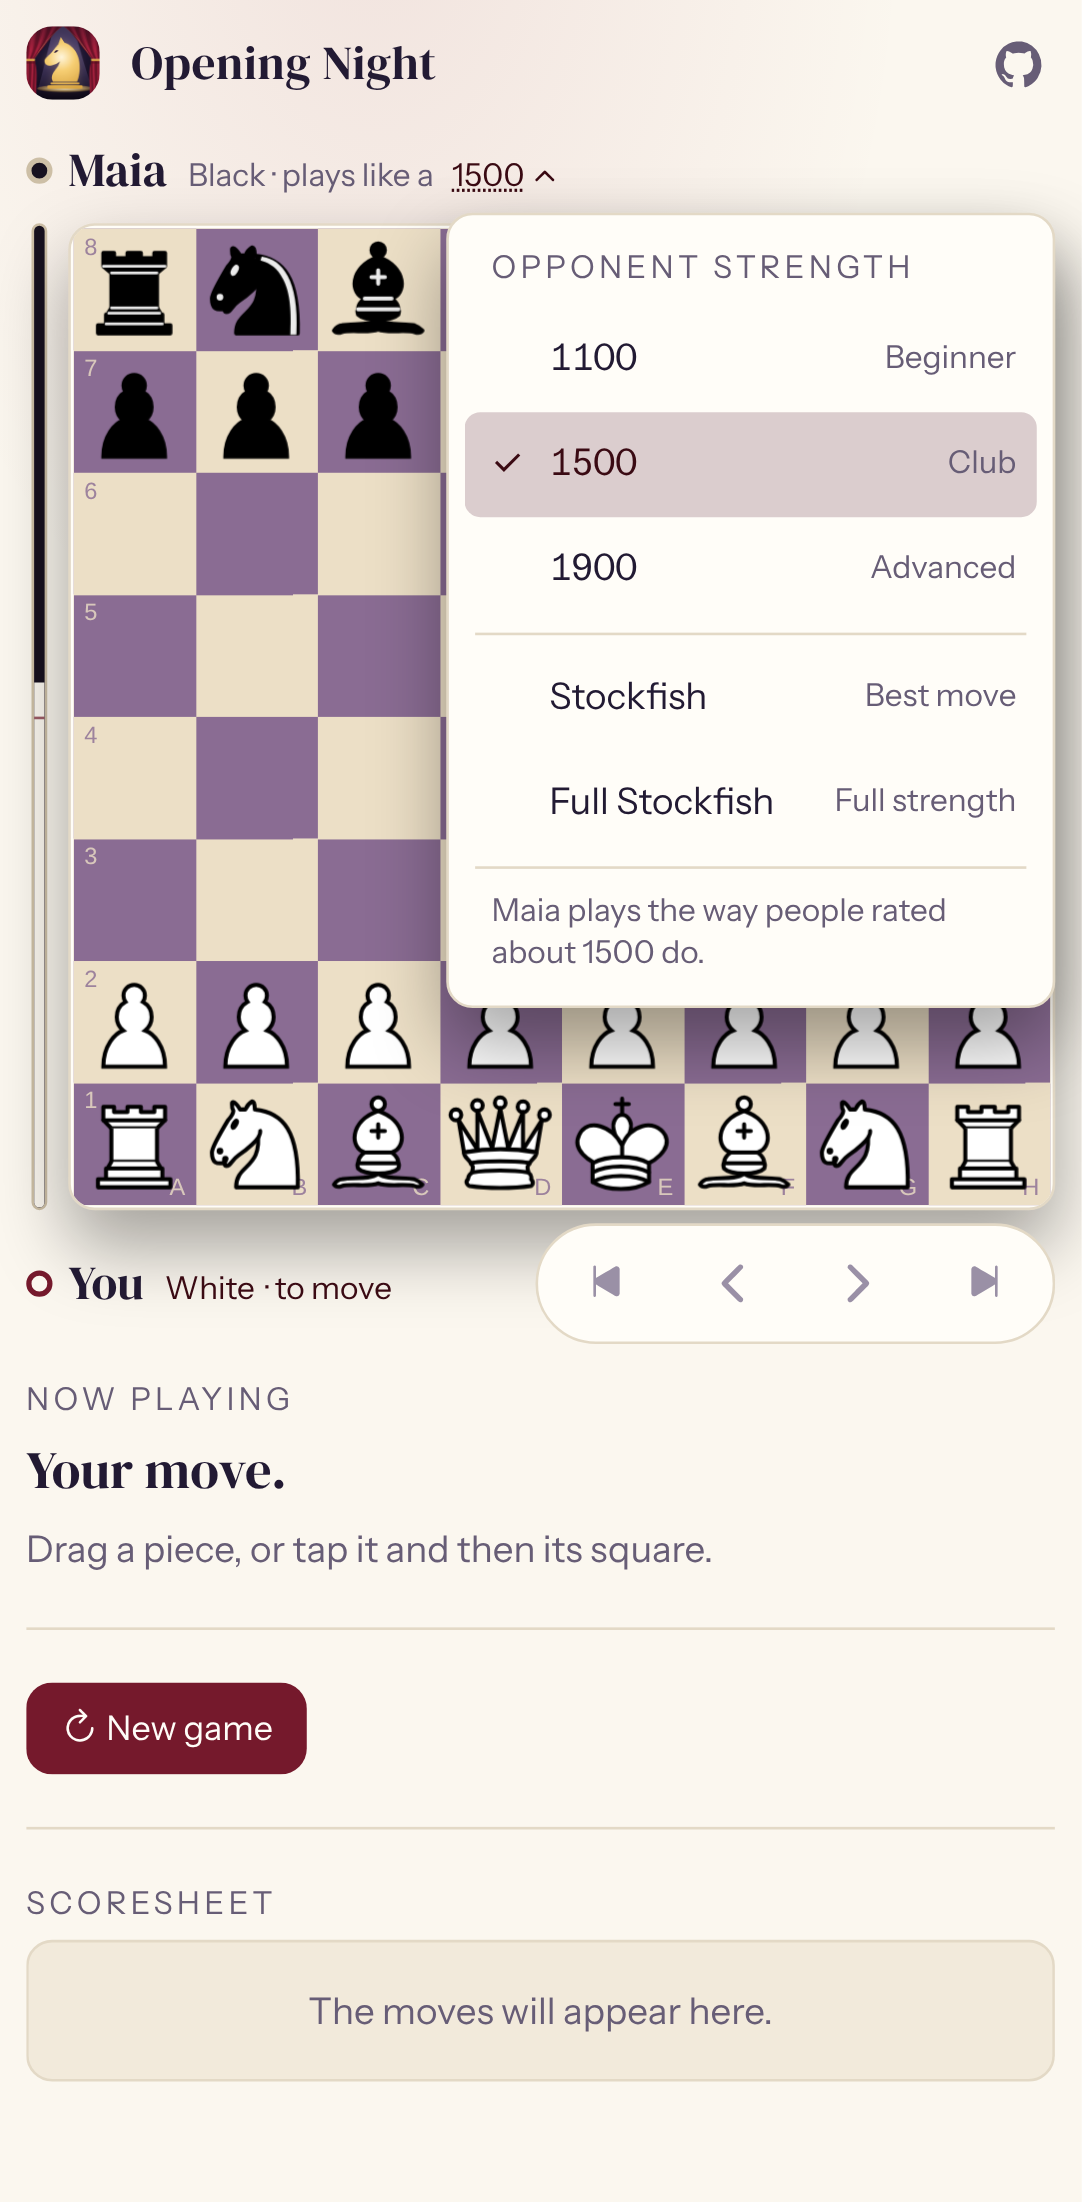 Opening Night
Maia Black · plays like a 1500
OPPONENT STRENGTH
1100 Beginner
1500 Club
1900 Advanced
Stockfish Best move
Full Stockfish Full strength
Maia plays the way people rated
about 1500 do.
8
7
6
5
4
3
2
1
A B C D E F G H
You White · to move
NOW PLAYING
Your move.
Drag a piece, or tap it and then its square.
New game
SCORESHEET
The moves will appear here.